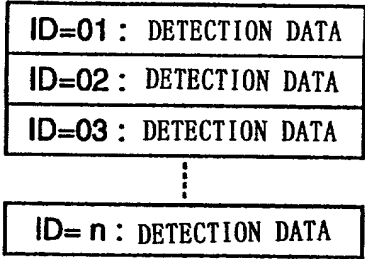 ID=01 : DETECTION DATA
ID=02 : DETECTION DATA
ID=03 : DETECTION DATA
ID= n : DETECTION DATA